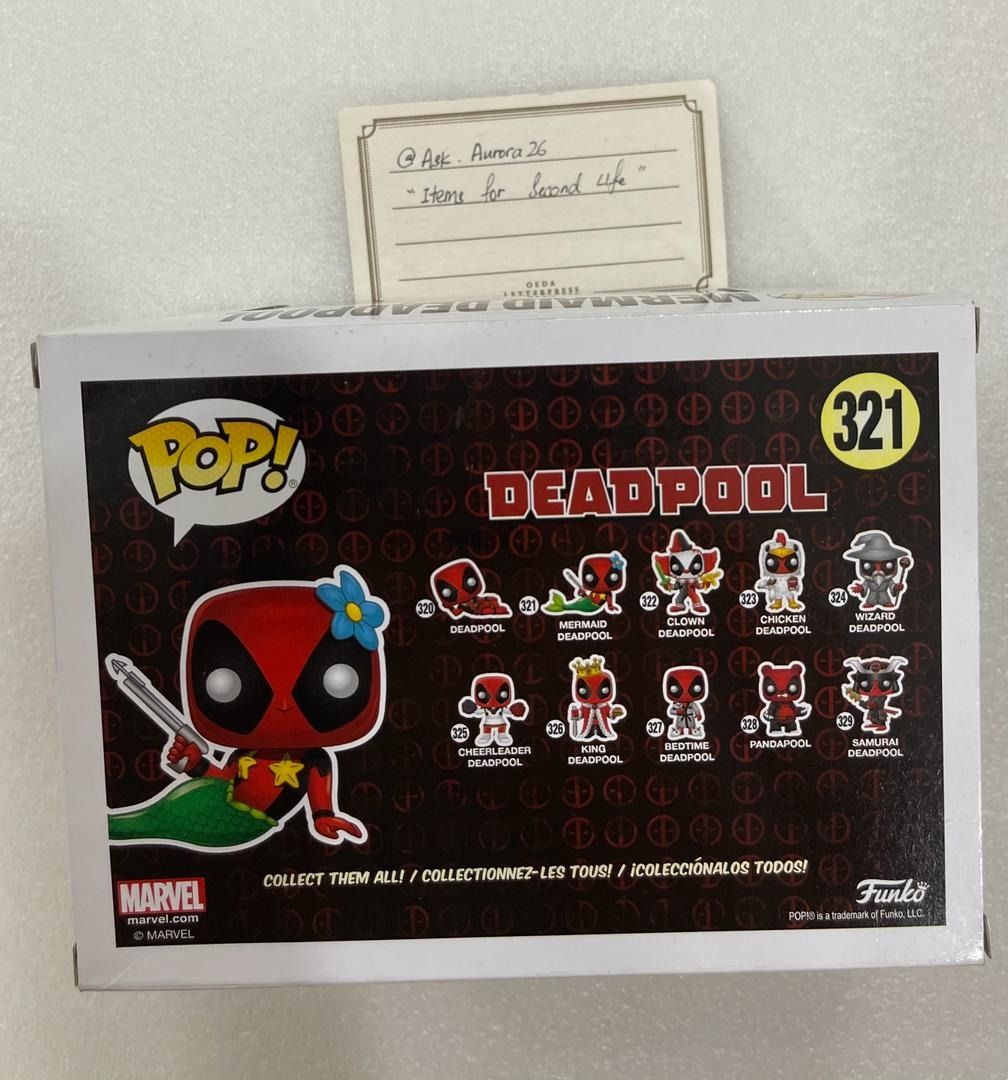 @Ask. Aurora 26
"Items for Second Life"
OEDA
LETTERPRESS
MERMAID DEADPOOL
POP!®
321
DEADPOOL
320
DEADPOOL
321
MERMAID
DEADPOOL
322
CLOWN
DEADPOOL
323
CHICKEN
DEADPOOL
324
WIZARD
DEADPOOL
325
CHEERLEADER
DEADPOOL
326
KING
DEADPOOL
327
BEDTIME
DEADPOOL
328
PANDAPOOL
329
SAMURAI
DEADPOOL
COLLECT THEM ALL! / COLLECTIONNEZ-LES TOUS! / ¡COLECCIÓNALOS TODOS!
MARVEL
marvel.com
© MARVEL
Funko
POP!® is a trademark of Funko, LLC.